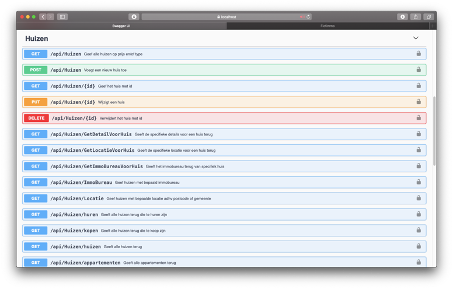 localhost
Swagger UI
Huizen
GET /api/Huizen Geef alle huizen op prijs en of type
POST /api/Huizen Voegt een nieuw huis toe
GET /api/Huizen/{id} Geef het huis met id
PUT /api/Huizen/{id} Wijzigt een huis
DELETE /api/Huizen/{id} Verwijdert het huis met id
GET /api/Huizen/GetDetailVoorHuis Geeft de specifieke details voor een huis terug
GET /api/Huizen/GetLocatieVoorHuis Geeft de specifieke locatie voor een huis terug
GET /api/Huizen/GetImmoBureauVoorHuis Geeft het immobureau terug van specifiek huis
GET /api/Huizen/ImmoBureau Geef huizen met bepaald immobureau
GET /api/Huizen/Locatie Geef huizen met bepaalde locatie adhv postcode of gemeente
GET /api/Huizen/huren Geeft alle huizen terug die te huren zijn
GET /api/Huizen/kopen Geeft alle huizen terug die te koop zijn
GET /api/Huizen/huizen Geeft alle huizen terug
GET /api/Huizen/appartementen Geeft alle appartementen terug